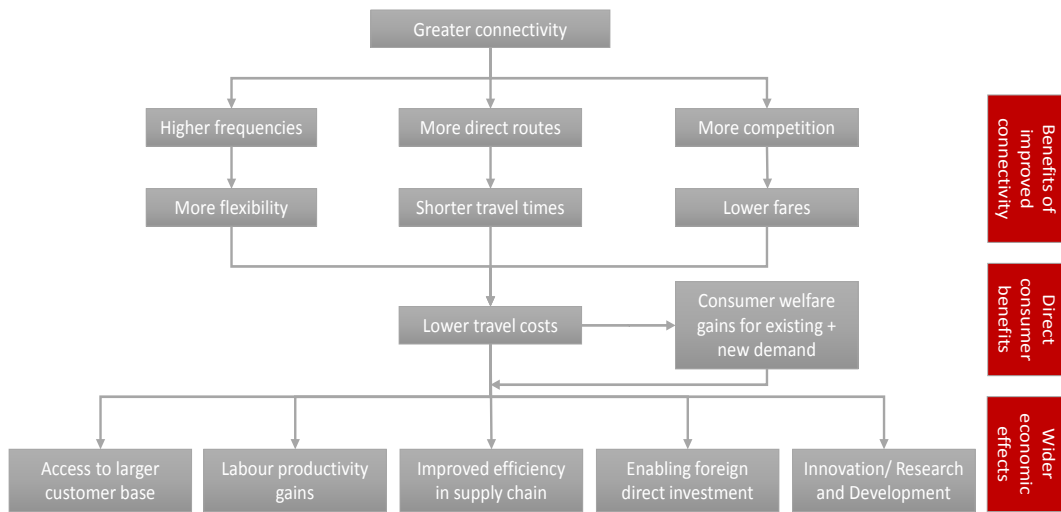 Greater connectivity
Higher frequencies
More direct routes
More competition
More flexibility
Shorter travel times
Lower fares
Benefits of
improved
connectivity
Lower travel costs
Consumer welfare
gains for existing +
new demand
Direct
consumer
benefits
Access to larger
customer base
Labour productivity
gains
Improved efficiency
in supply chain
Enabling foreign
direct investment
Innovation/ Research
and Development
Wider
economic
effects